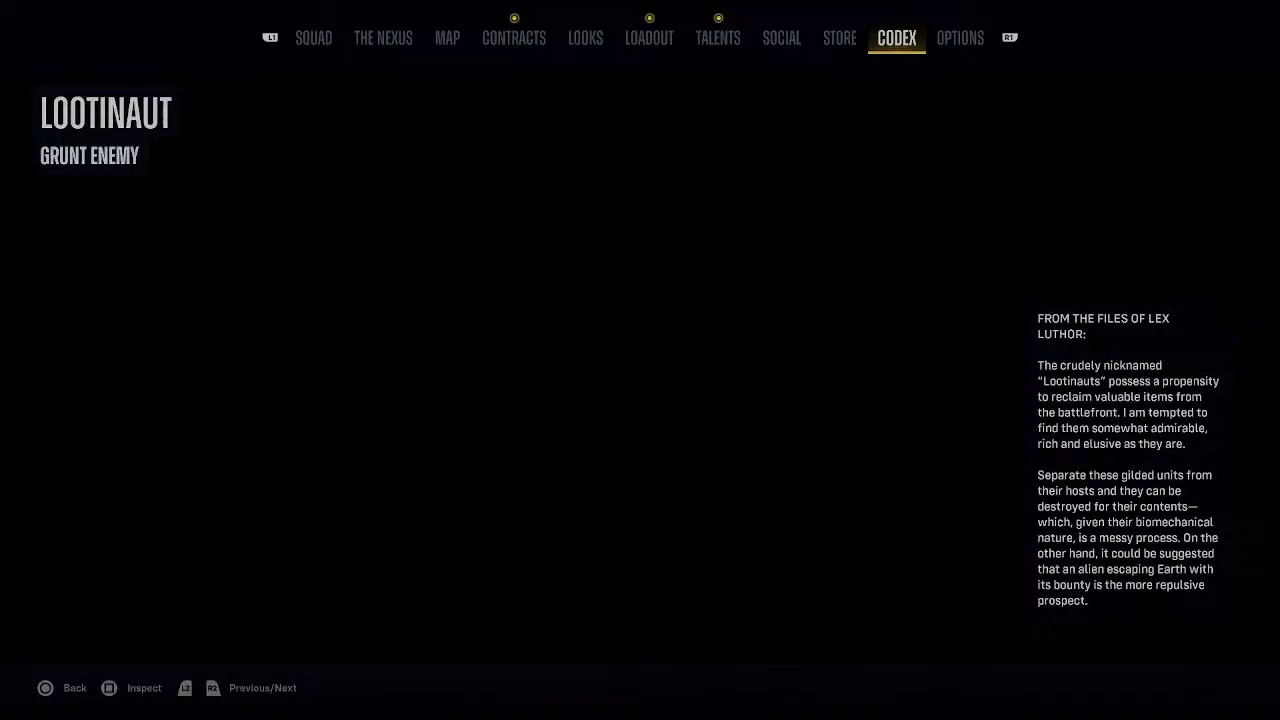 L1 SQUAD THE NEXUS MAP CONTRACTS LOOKS LOADOUT TALENTS SOCIAL STORE CODEX OPTIONS R1
LOOTINAUT
GRUNT ENEMY
FROM THE FILES OF LEX
LUTHOR:
The crudely nicknamed
“Lootinauts” possess a propensity
to reclaim valuable items from
the battlefront. I am tempted to
find them somewhat admirable,
rich and elusive as they are.
Separate these gilded units from
their hosts and they can be
destroyed for their contents—
which, given their biomechanical
nature, is a messy process. On the
other hand, it could be suggested
that an alien escaping Earth with
its bounty is the more repulsive
prospect.
Back Inspect L2 R2 Previous/Next